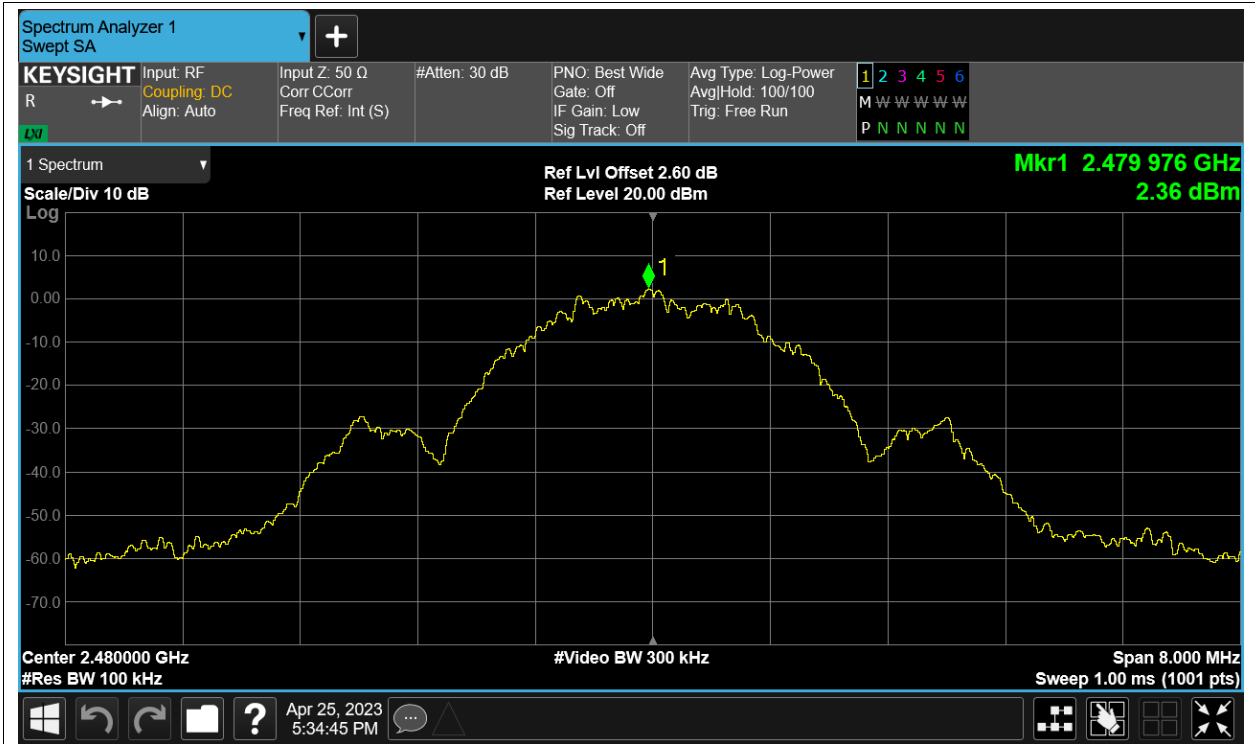 Spectrum Analyzer 1
Swept SA
+
KEYSIGHT
R
LXI
Input: RF
Coupling: DC
Align: Auto
Input Z: 50 Ω
Corr CCorr
Freq Ref: Int (S)
#Atten: 30 dB
PNO: Best Wide
Gate: Off
IF Gain: Low
Sig Track: Off
Avg Type: Log-Power
Avg|Hold: 100/100
Trig: Free Run
1 2 3 4 5 6
M W W W W W
P N N N N N
1 Spectrum
Scale/Div 10 dB
Log
Ref Lvl Offset 2.60 dB
Ref Level 20.00 dBm
Mkr1 2.479 976 GHz
2.36 dBm
1
10.0
0.00
-10.0
-20.0
-30.0
-40.0
-50.0
-60.0
-70.0
Center 2.480000 GHz
#Res BW 100 kHz
#Video BW 300 kHz
Span 8.000 MHz
Sweep 1.00 ms (1001 pts)
?
Apr 25, 2023
5:34:45 PM